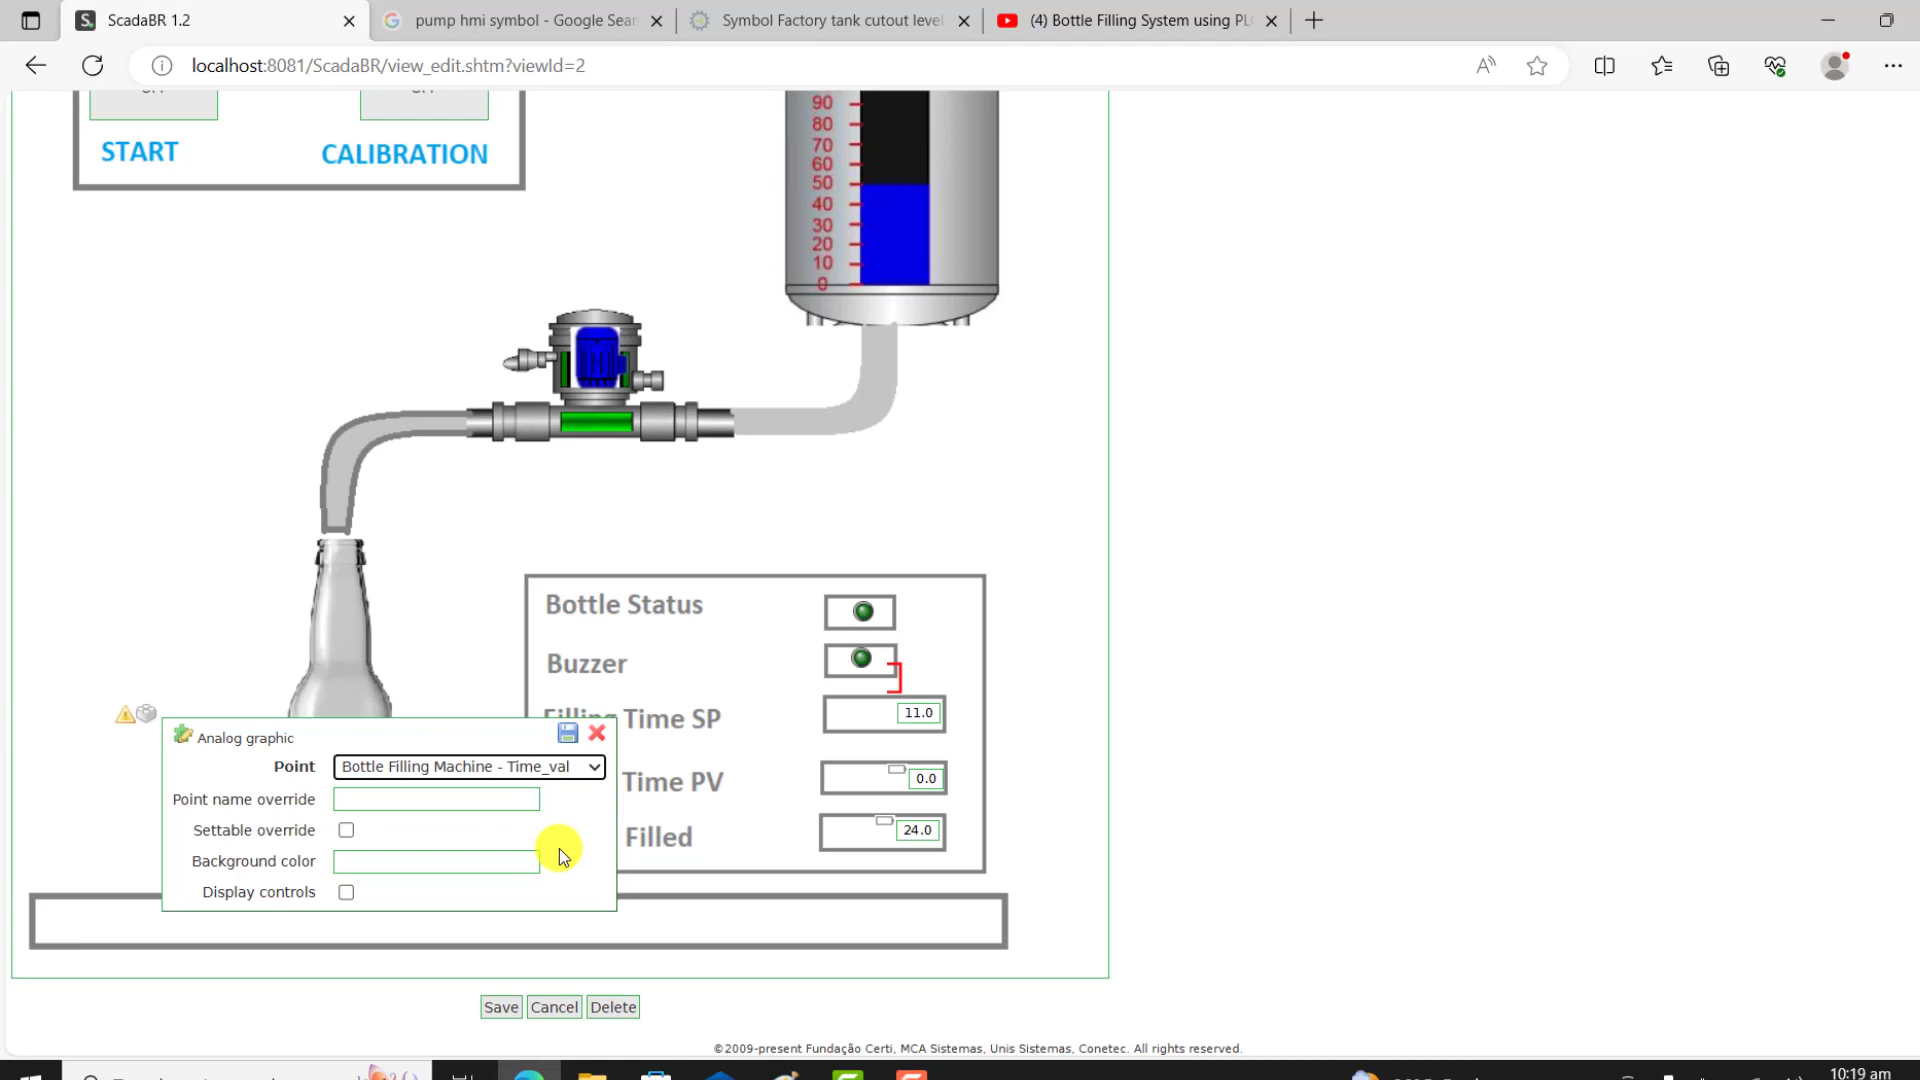 ScadaBR 1.2
pump hmi symbol - Google Sear
Symbol Factory tank cutout level
(4) Bottle Filling System using PLC
localhost:8081/ScadaBR/view_edit.shtm?viewId=2
START
CALIBRATION
90
80
70
60
50
40
30
20
10
0
Bottle Status
Buzzer
Filling Time SP
11.0
Time PV
0.0
Filled
24.0
Analog graphic
Point
Bottle Filling Machine - Time_val
Point name override
Settable override
Background color
Display controls
Save
Cancel
Delete
©2009-present Fundação Certi, MCA Sistemas, Unis Sistemas, Conetec. All rights reserved.
10:19 am